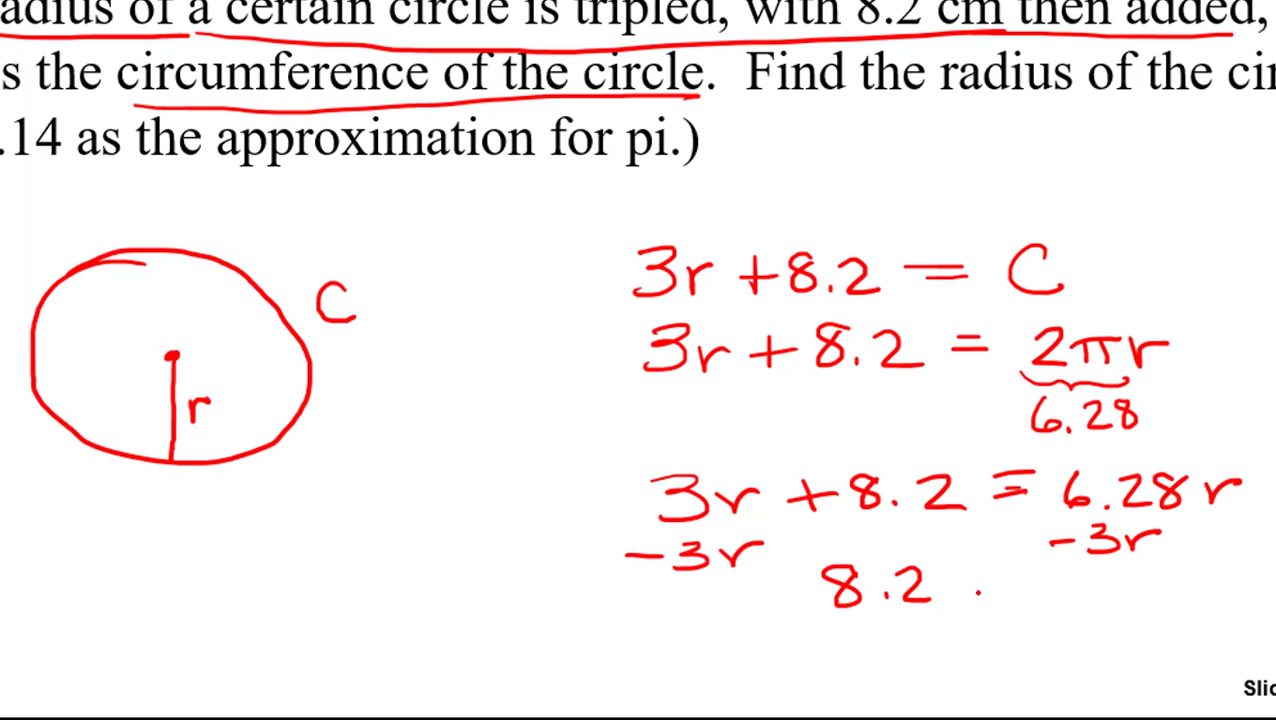 adius of a certain circle is tripled, with 8.2 cm then added,
s the circumference of the circle. Find the radius of the cir
.14 as the approximation for pi.)
C
r
3r + 8.2 = C
3r + 8.2 = 2πr
6.28
3r + 8.2 = 6.28r
-3r -3r
8.2
Slid